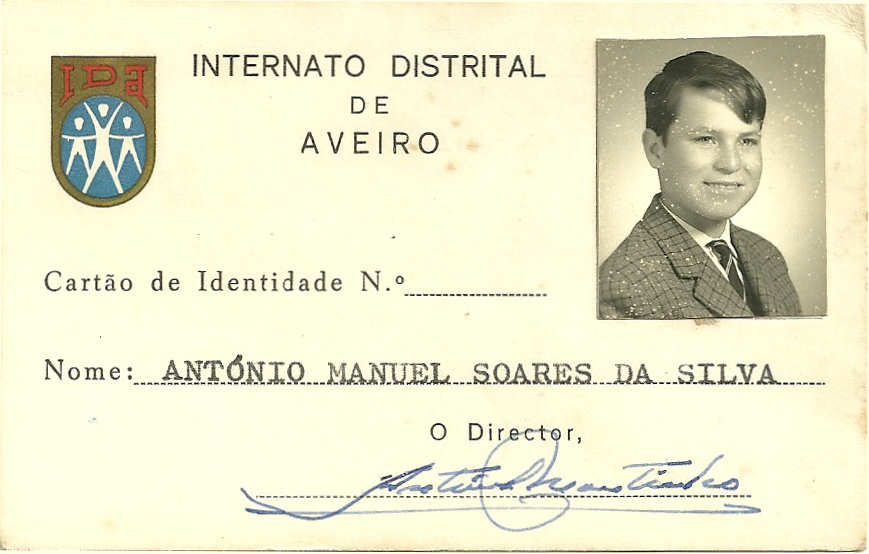 IDA
INTERNATO DISTRITAL
DE
AVEIRO
Cartão de Identidade N.º
Nome: ANTÓNIO MANUEL SOARES DA SILVA
O Director,